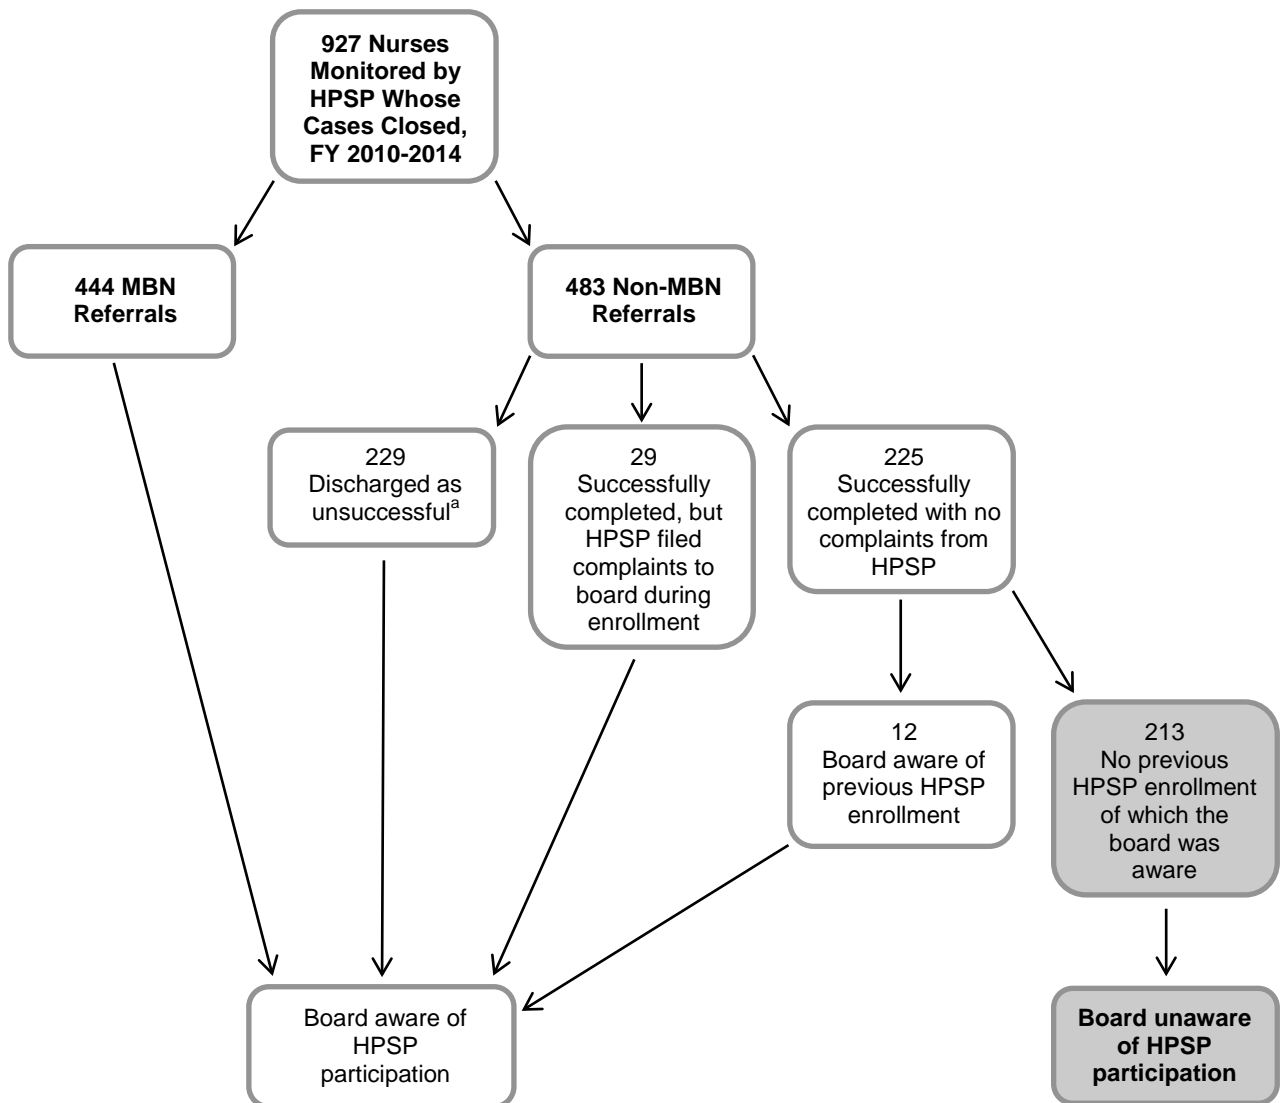 927 Nurses
Monitored by
HPSP Whose
Cases Closed,
FY 2010-2014
444 MBN
Referrals
483 Non-MBN
Referrals
229
Discharged as
unsuccessfulᵃ
29
Successfully
completed, but
HPSP filed
complaints to
board during
enrollment
225
Successfully
completed with no
complaints from
HPSP
12
Board aware of
previous HPSP
enrollment
213
No previous
HPSP enrollment
of which the
board was
aware
Board aware of
HPSP
participation
Board unaware
of HPSP
participation